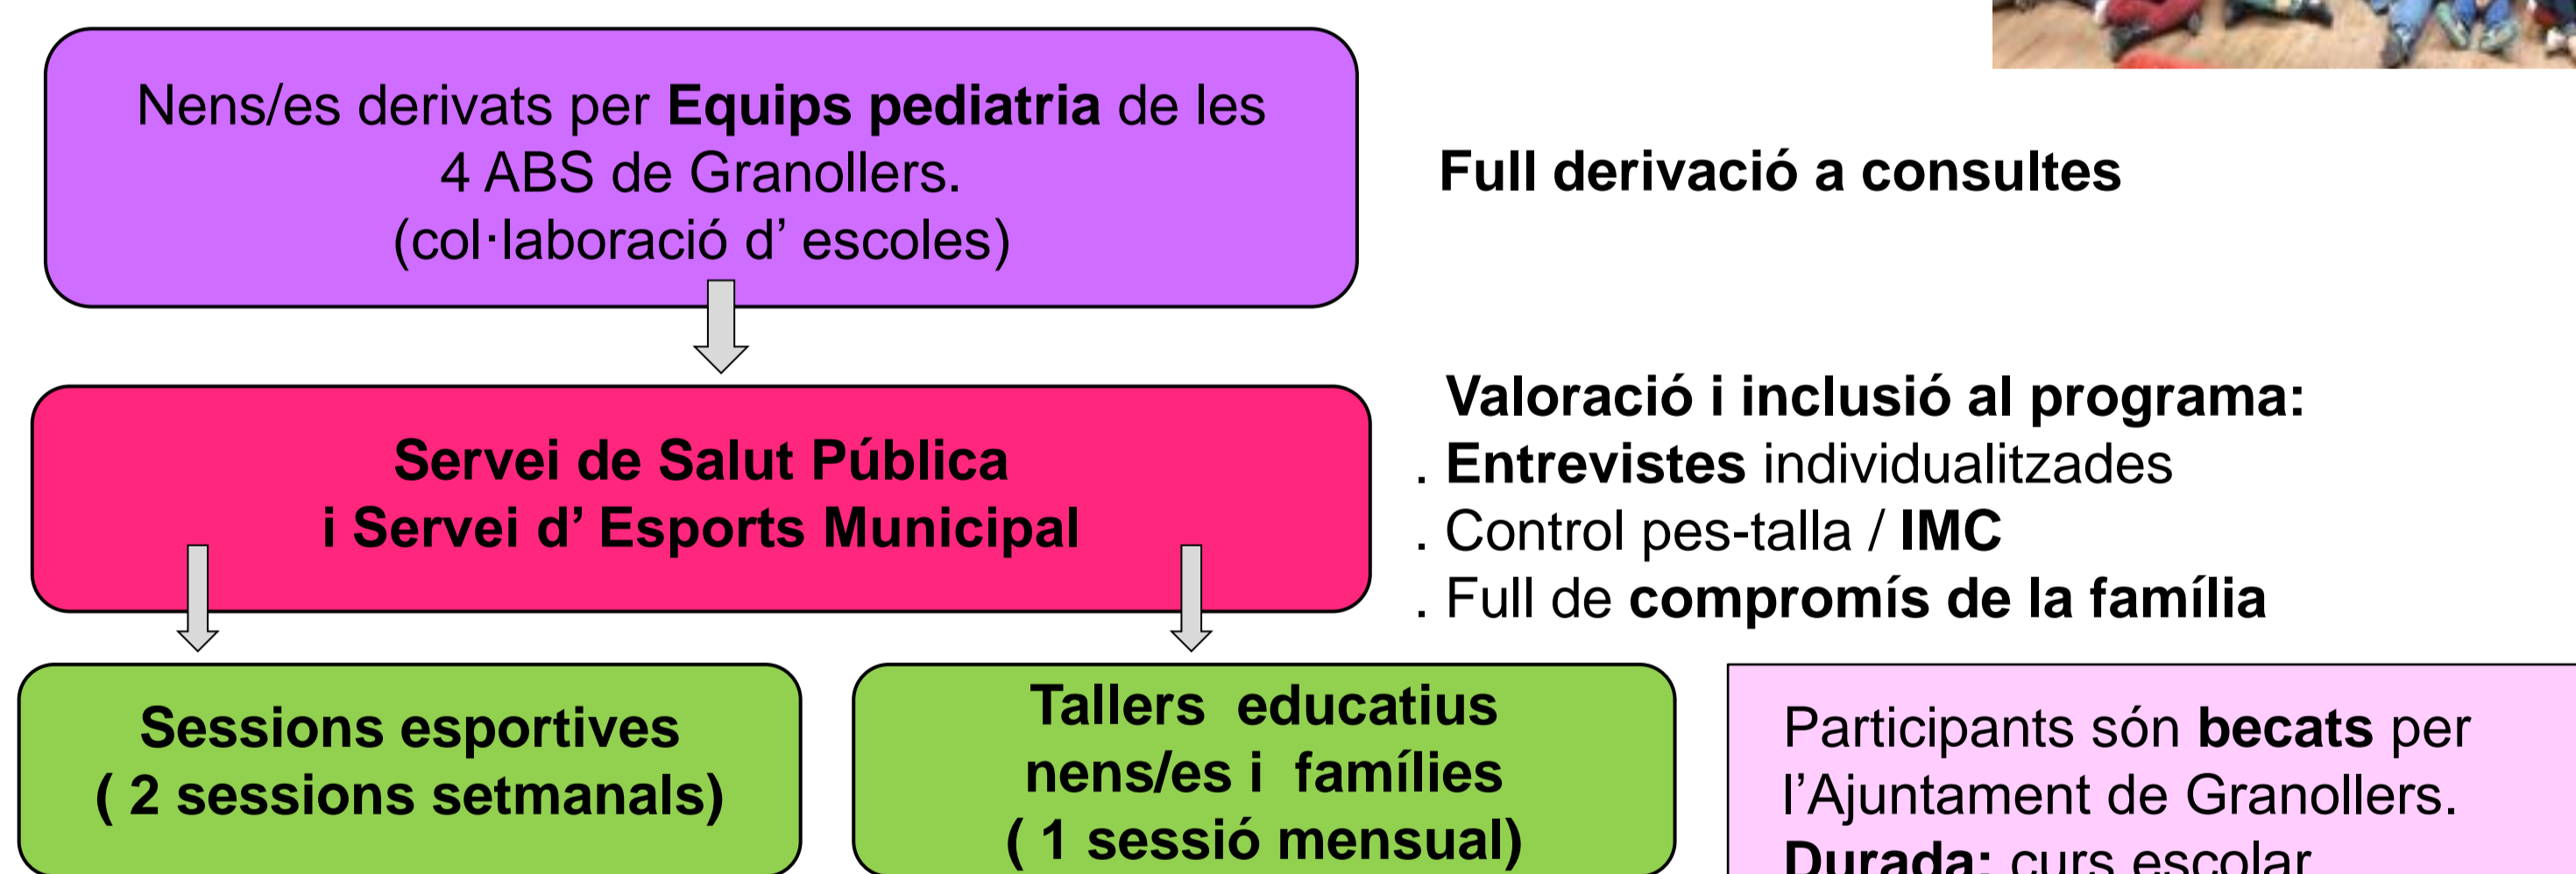 Nens/es derivats per Equips pediatria de les
4 ABS de Granollers.
(col·laboració d’ escoles)
Full derivació a consultes
Servei de Salut Pública
i Servei d’ Esports Municipal
Valoració i inclusió al programa:
. Entrevistes individualitzades
. Control pes-talla / IMC
. Full de compromís de la família
Sessions esportives
( 2 sessions setmanals)
Tallers educatius
nens/es i famílies
( 1 sessió mensual)
Participants són becats per
l’Ajuntament de Granollers.
Durada: curs escolar